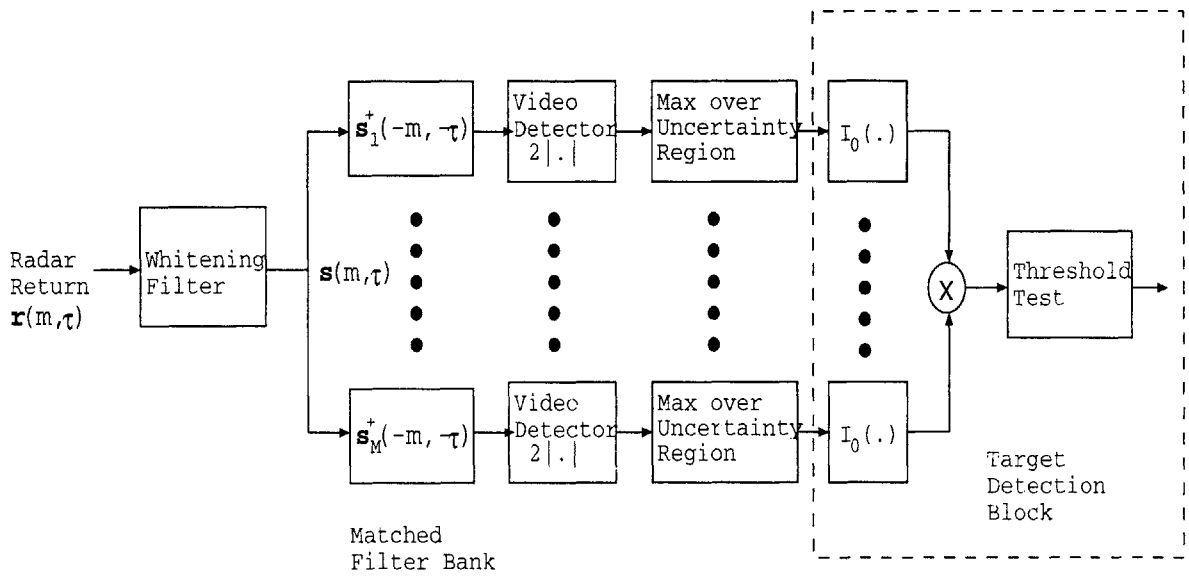 Radar
Return
r(m,τ)
Whitening
Filter
s(m,τ)
s₁⁺(-m, -τ)
Video
Detector
2|.|
Max over
Uncertainty
Region
I₀(.)
s_M⁺(-m, -τ)
Video
Detector
2|.|
Max over
Uncertainty
Region
I₀(.)
X
Threshold
Test
Target
Detection
Block
Matched
Filter Bank